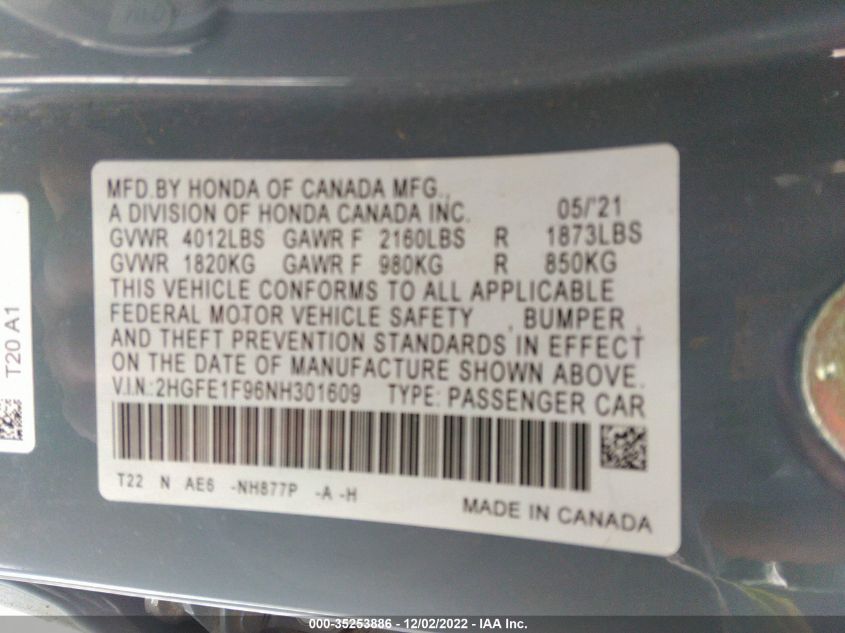 MFD.BY HONDA OF CANADA MFG.,
A DIVISION OF HONDA CANADA INC. 05/'21
GVWR 4012LBS GAWR F 2160LBS R 1873LBS
GVWR 1820KG GAWR F 980KG R 850KG
THIS VEHICLE CONFORMS TO ALL APPLICABLE
FEDERAL MOTOR VEHICLE SAFETY , BUMPER ,
AND THEFT PREVENTION STANDARDS IN EFFECT
ON THE DATE OF MANUFACTURE SHOWN ABOVE.
V.I.N.:2HGFE1F96NH301609 TYPE: PASSENGER CAR
T22 N AE6 -NH877P -A -H
MADE IN CANADA
T20 A1
000-35253886 - 12/02/2022 - IAA Inc.